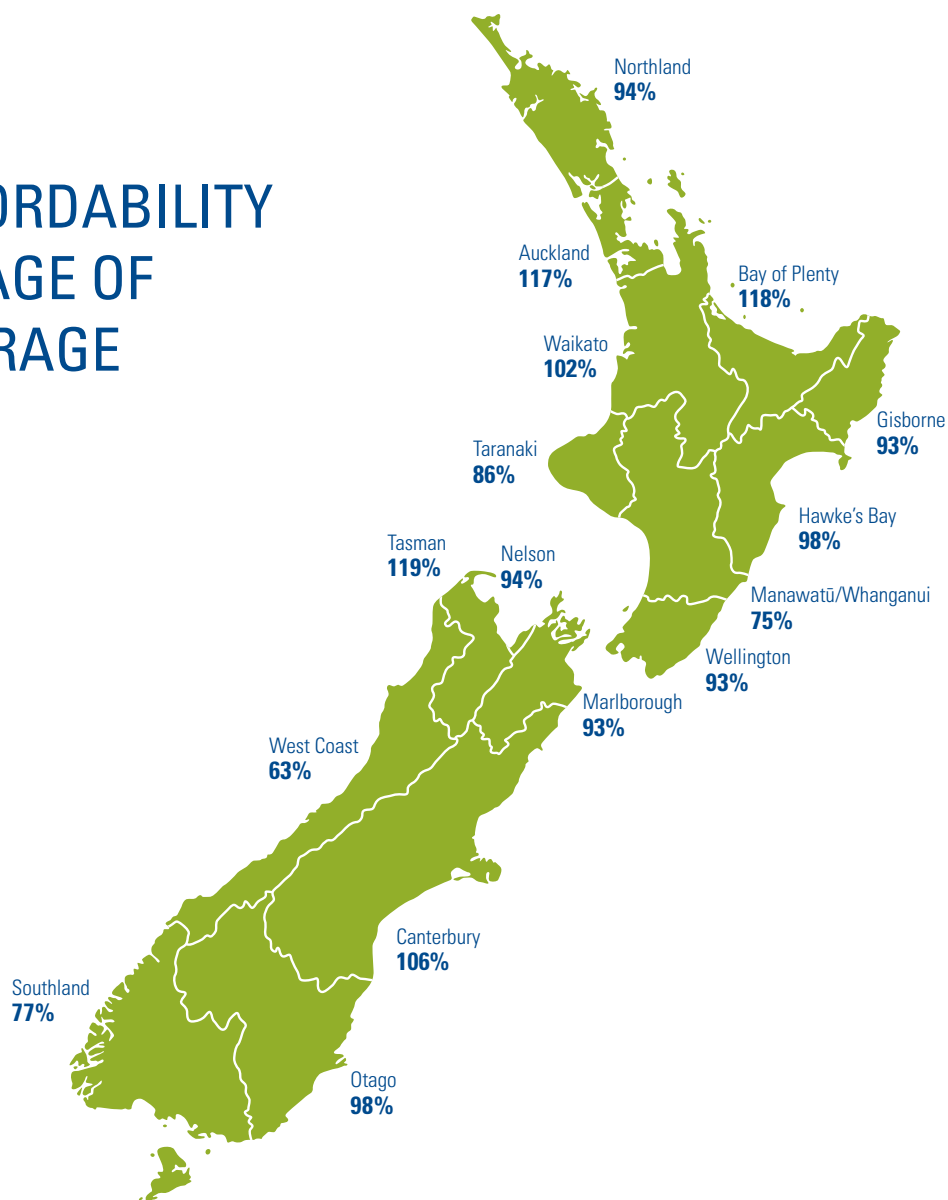 ORDABILITY
AGE OF
RAGE
Northland
94%
Auckland
117%
Bay of Plenty
118%
Waikato
102%
Gisborne
93%
Taranaki
86%
Hawke's Bay
98%
Tasman
119%
Nelson
94%
Manawatū/Whanganui
75%
Wellington
93%
Marlborough
93%
West Coast
63%
Canterbury
106%
Southland
77%
Otago
98%